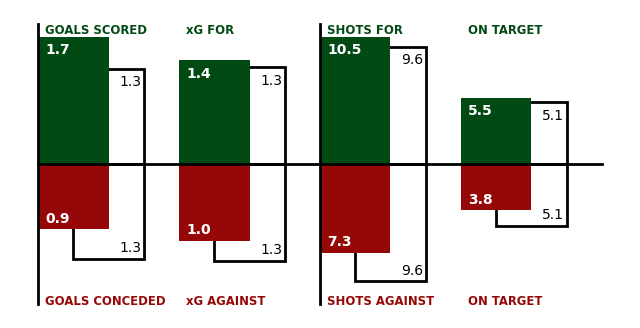 GOALS SCORED xG FOR SHOTS FOR ON TARGET
1.7 1.3 1.4 1.3 10.5 9.6 5.5 5.1
0.9 1.3 1.0 1.3 7.3 9.6 3.8 5.1
GOALS CONCEDED xG AGAINST SHOTS AGAINST ON TARGET